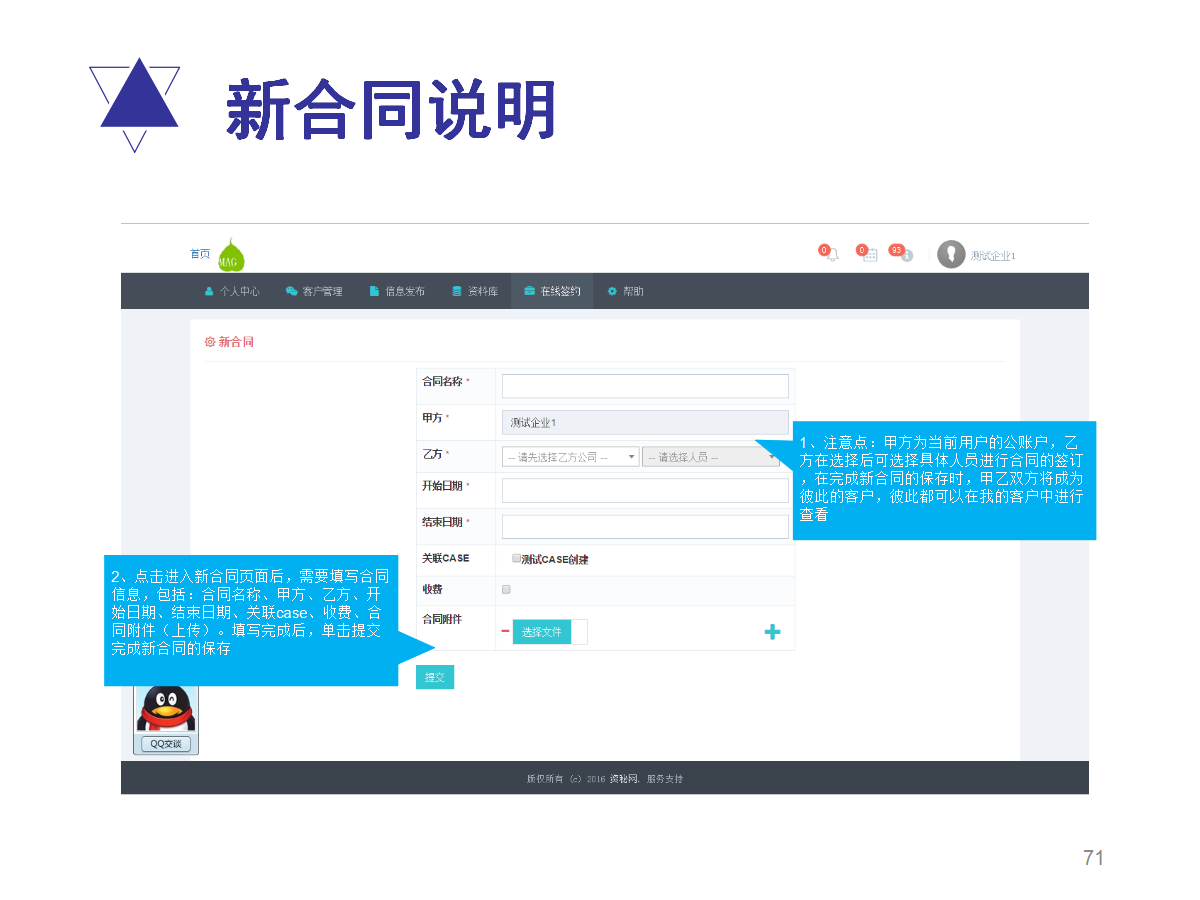 新合同说明
首页
MAG
0
0
93
测试企业1
个人中心
客户管理
信息发布
资料库
在线签约
帮助
新合同
合同名称 *
甲方 *
测试企业1
乙方 *
-- 请先选择乙方公司 --
-- 请选择人员 --
开始日期 *
结束日期 *
关联CASE
测试CASE创建
收费
合同附件
选择文件
提交
1、注意点：甲方为当前用户的公账户，乙
方在选择后可选择具体人员进行合同的签订
，在完成新合同的保存时，甲乙双方将成为
彼此的客户，彼此都可以在我的客户中进行
查看
2、点击进入新合同页面后，需要填写合同
信息，包括：合同名称、甲方、乙方、开
始日期、结束日期、关联case、收费、合
同附件（上传）。填写完成后，单击提交
完成新合同的保存
QQ交谈
版权所有 (c) 2016 资秘网. 服务支持
71